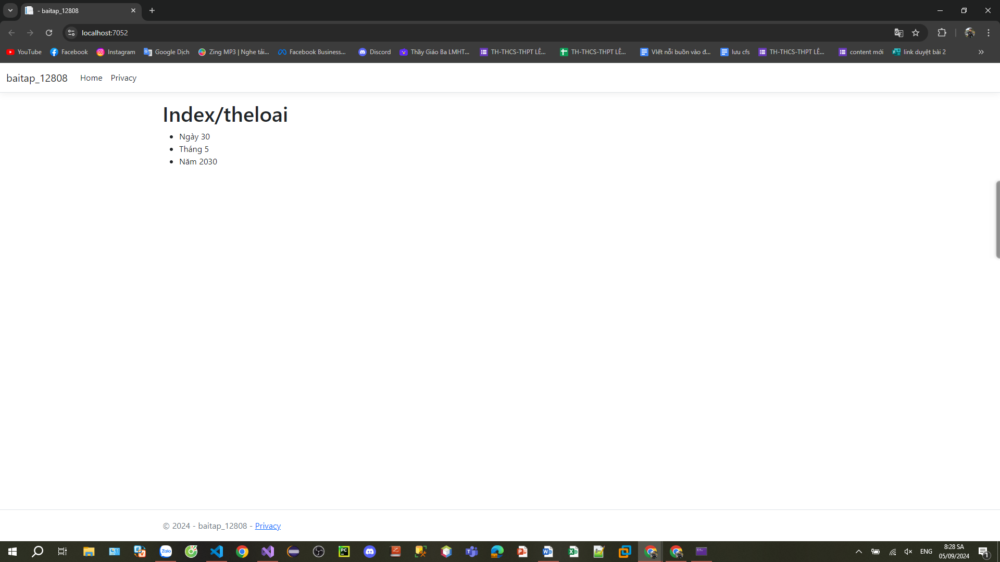 - baitap_12808
localhost:7052
YouTube Facebook Instagram Google Dịch Zing MP3 | Nghe tải... Facebook Business... Discord Thầy Giáo Ba LMHT... TH-THCS-THPT LÊ... TH-THCS-THPT LÊ... VIết nỗi buồn vào đ... lưu cfs TH-THCS-THPT LÊ... content mới link duyệt bài 2
baitap_12808 Home Privacy
Index/theloai
Ngày 30
Tháng 5
Năm 2030
© 2024 - baitap_12808 - Privacy
Zalo PC ENG 8:28 SA
05/09/2024
1